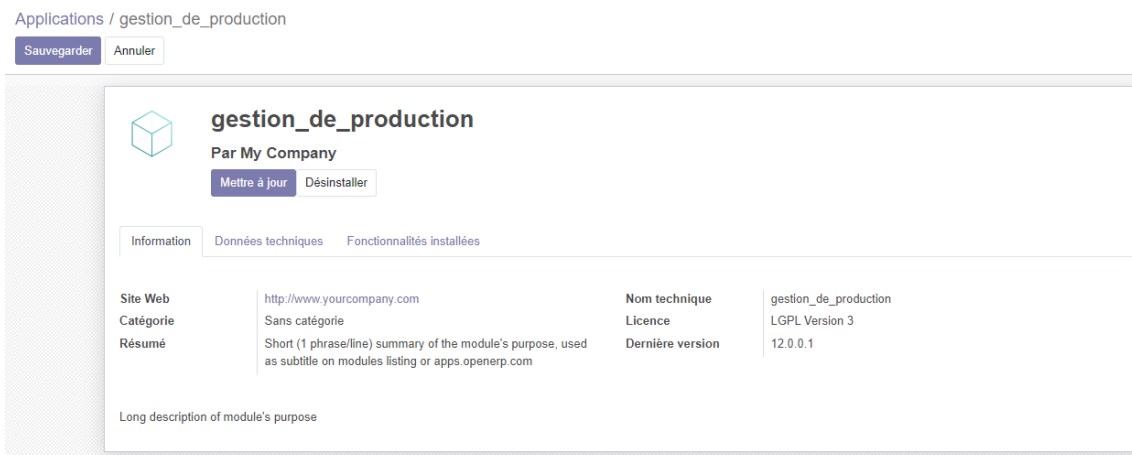 Applications / gestion_de_production
Sauvegarder Annuler
gestion_de_production
Par My Company
Mettre à jour Désinstaller
Information Données techniques Fonctionnalités installées
Site Web http://www.yourcompany.com Nom technique gestion_de_production
Catégorie Sans catégorie Licence LGPL Version 3
Résumé Short (1 phrase/line) summary of the module's purpose, used Dernière version 12.0.0.1
as subtitle on modules listing or apps.openerp.com
Long description of module's purpose